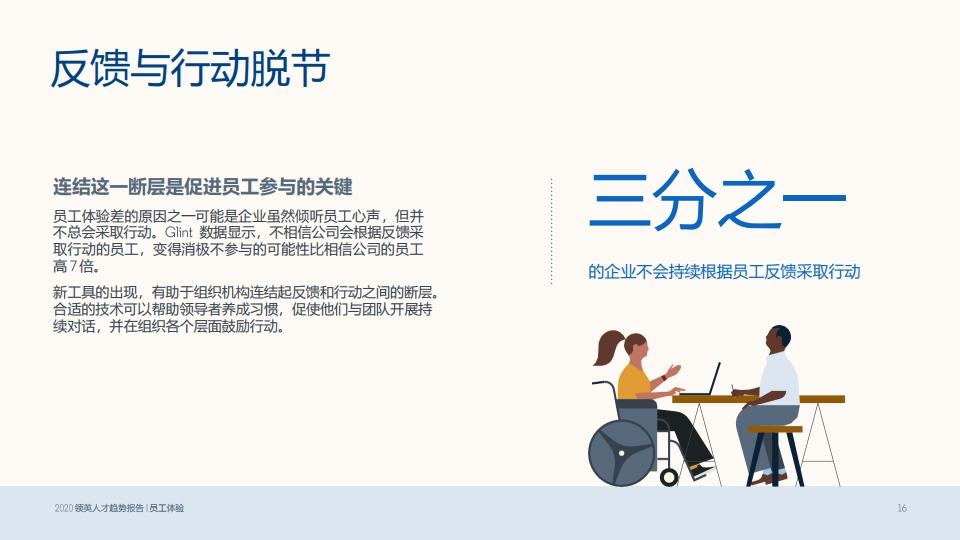 反馈与行动脱节
连结这一断层是促进员工参与的关键
员工体验差的原因之一可能是企业虽然倾听员工心声，但并
不总会采取行动。Glint 数据显示，不相信公司会根据反馈采
取行动的员工，变得消极不参与的可能性比相信公司的员工
高 7 倍。
新工具的出现，有助于组织机构连结起反馈和行动之间的断层。
合适的技术可以帮助领导者养成习惯，促使他们与团队开展持
续对话，并在组织各个层面鼓励行动。
三分之一
的企业不会持续根据员工反馈采取行动
2020 领英人才趋势报告 | 员工体验
16